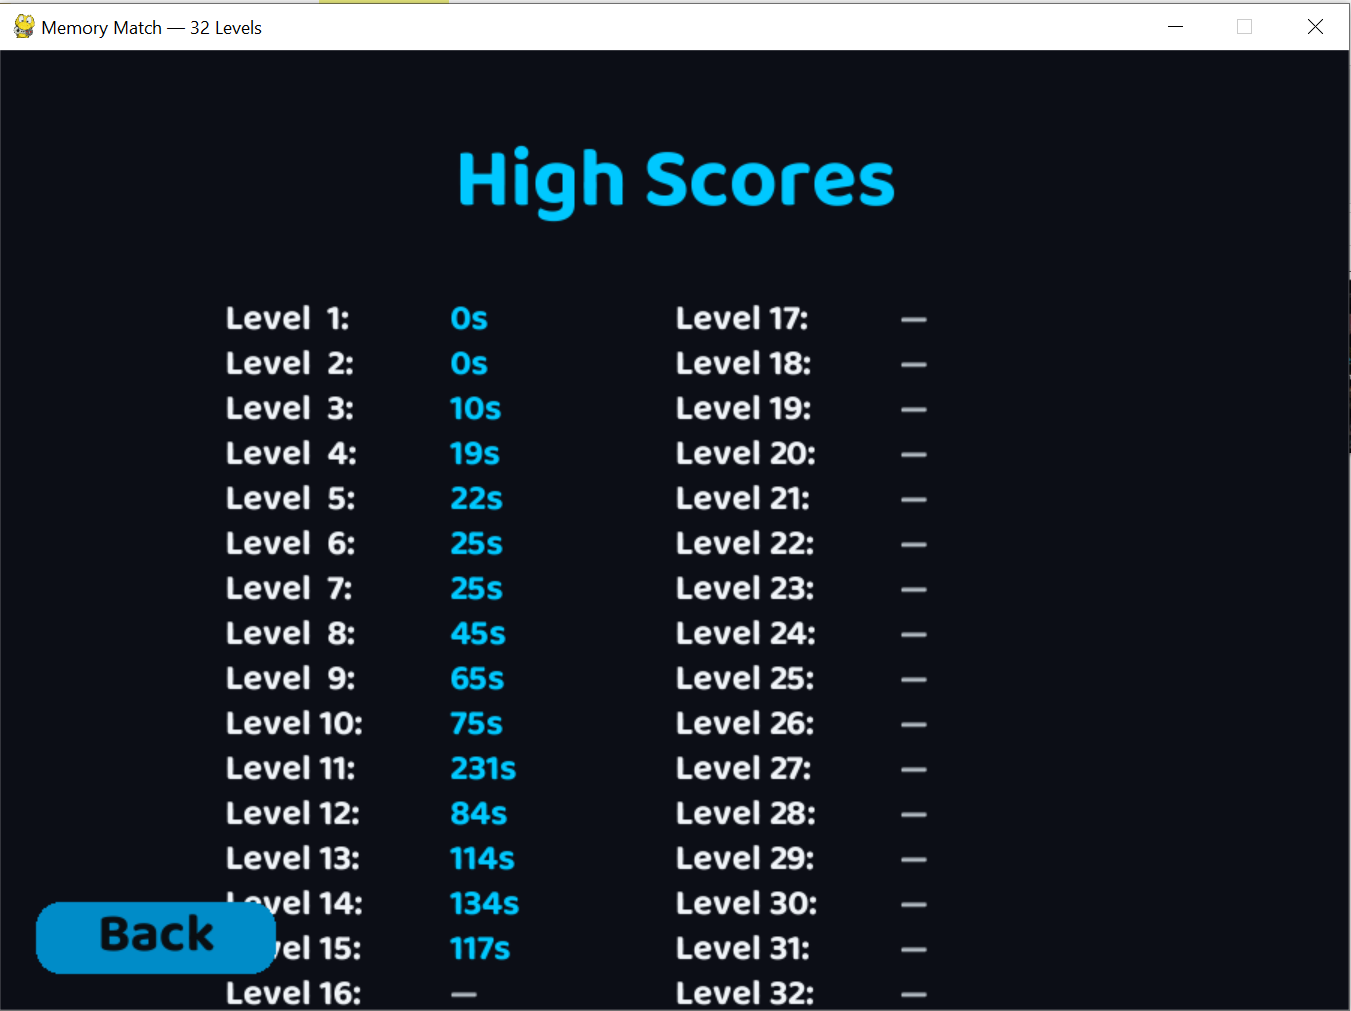 Memory Match — 32 Levels
High Scores
Level 1: 0s
Level 2: 0s
Level 3: 10s
Level 4: 19s
Level 5: 22s
Level 6: 25s
Level 7: 25s
Level 8: 45s
Level 9: 65s
Level 10: 75s
Level 11: 231s
Level 12: 84s
Level 13: 114s
Level 14: 134s
Level 15: 117s
Level 16: —
Level 17: —
Level 18: —
Level 19: —
Level 20: —
Level 21: —
Level 22: —
Level 23: —
Level 24: —
Level 25: —
Level 26: —
Level 27: —
Level 28: —
Level 29: —
Level 30: —
Level 31: —
Level 32: —
Back